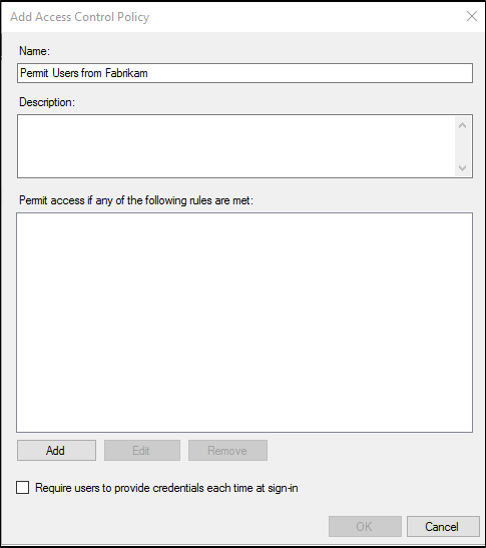 Add Access Control Policy
Name:
Permit Users from Fabrikam
Description:
Permit access if any of the following rules are met:
Add Edit Remove
Require users to provide credentials each time at sign-in
OK Cancel